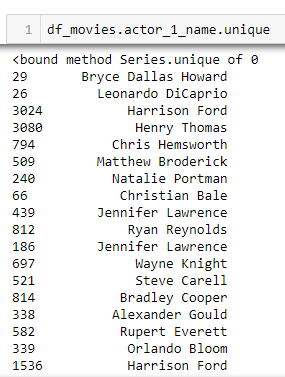 1 df_movies.actor_1_name.unique
<bound method Series.unique of 0
29 Bryce Dallas Howard
26 Leonardo DiCaprio
3024 Harrison Ford
3080 Henry Thomas
794 Chris Hemsworth
509 Matthew Broderick
240 Natalie Portman
66 Christian Bale
439 Jennifer Lawrence
812 Ryan Reynolds
186 Jennifer Lawrence
697 Wayne Knight
521 Steve Carell
814 Bradley Cooper
338 Alexander Gould
582 Rupert Everett
339 Orlando Bloom
1536 Harrison Ford